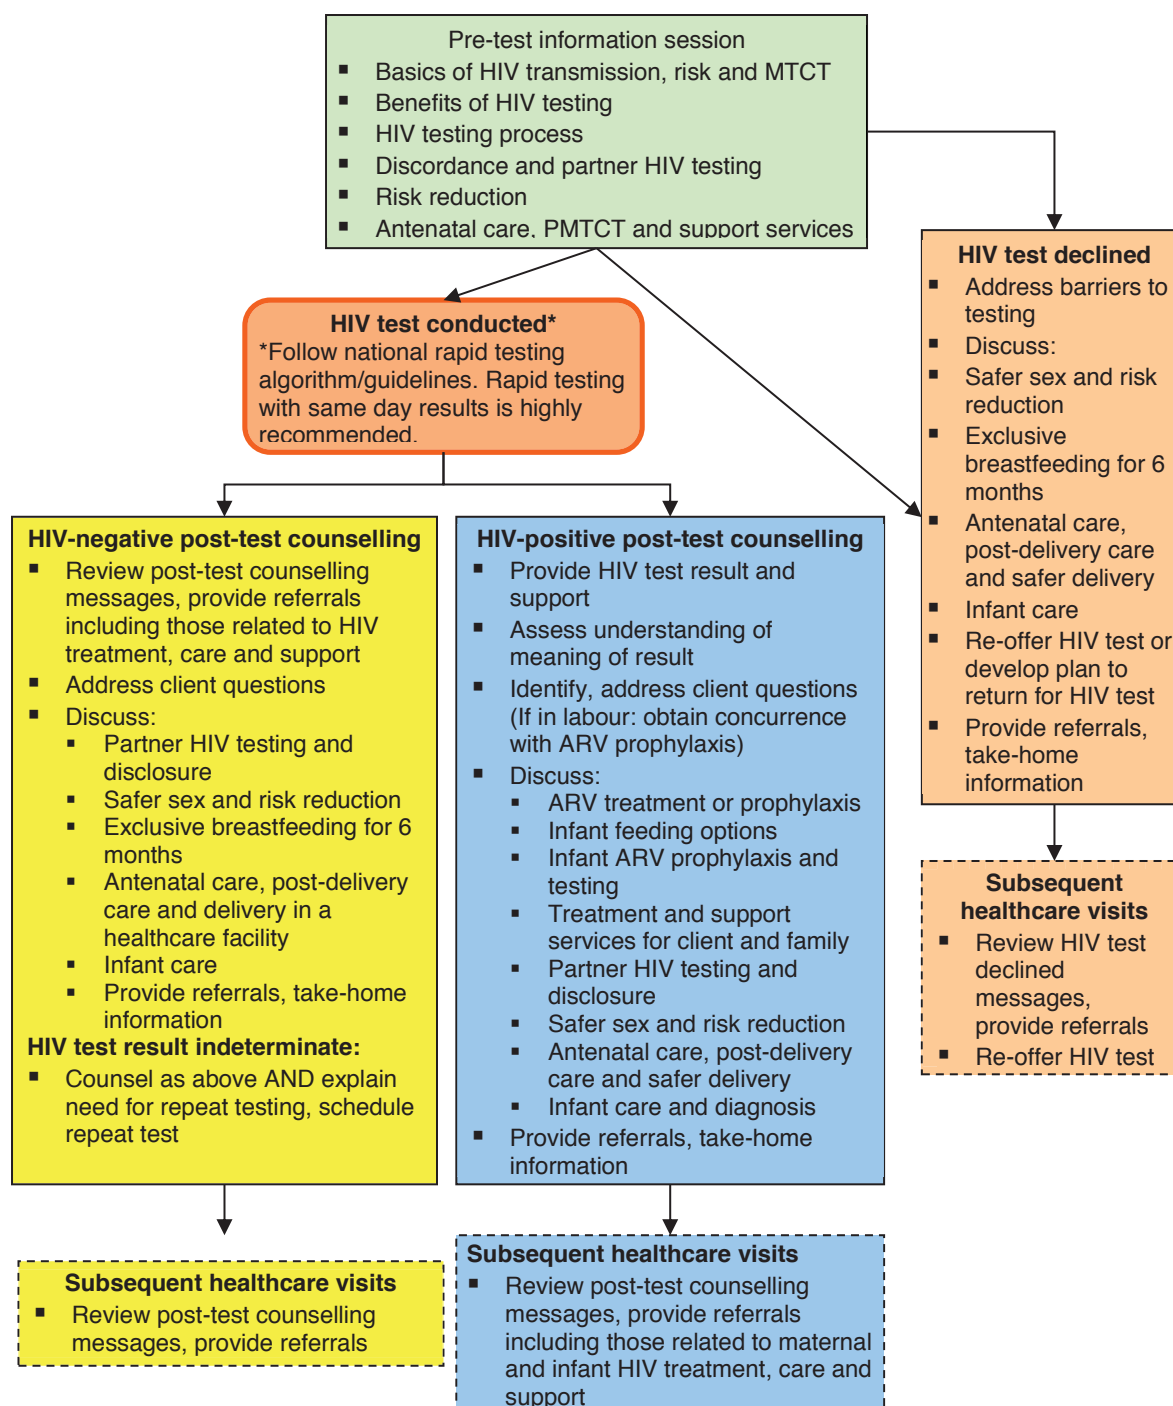 Pre-test information session
▪ Basics of HIV transmission, risk and MTCT
▪ Benefits of HIV testing
▪ HIV testing process
▪ Discordance and partner HIV testing
▪ Risk reduction
▪ Antenatal care, PMTCT and support services
HIV test conducted*
*Follow national rapid testing
algorithm/guidelines. Rapid testing
with same day results is highly
recommended.
HIV test declined
▪ Address barriers to
testing
▪ Discuss:
▪ Safer sex and risk
reduction
▪ Exclusive
breastfeeding for 6
months
▪ Antenatal care,
post-delivery care
and safer delivery
▪ Infant care
▪ Re-offer HIV test or
develop plan to
return for HIV test
▪ Provide referrals,
take-home
information
HIV-negative post-test counselling
▪ Review post-test counselling
messages, provide referrals
including those related to HIV
treatment, care and support
▪ Address client questions
▪ Discuss:
▪ Partner HIV testing and
disclosure
▪ Safer sex and risk reduction
▪ Exclusive breastfeeding for 6
months
▪ Antenatal care, post-delivery
care and delivery in a
healthcare facility
▪ Infant care
▪ Provide referrals, take-home
information
HIV test result indeterminate:
▪ Counsel as above AND explain
need for repeat testing, schedule
repeat test
HIV-positive post-test counselling
▪ Provide HIV test result and
support
▪ Assess understanding of
meaning of result
▪ Identify, address client questions
(If in labour: obtain concurrence
with ARV prophylaxis)
▪ Discuss:
▪ ARV treatment or prophylaxis
▪ Infant feeding options
▪ Infant ARV prophylaxis and
testing
▪ Treatment and support
services for client and family
▪ Partner HIV testing and
disclosure
▪ Safer sex and risk reduction
▪ Antenatal care, post-delivery
care and safer delivery
▪ Infant care and diagnosis
▪ Provide referrals, take-home
information
Subsequent
healthcare visits
▪ Review HIV test
declined
messages,
provide referrals
▪ Re-offer HIV test
Subsequent healthcare visits
▪ Review post-test counselling
messages, provide referrals
Subsequent healthcare visits
▪ Review post-test counselling
messages, provide referrals
including those related to maternal
and infant HIV treatment, care and
support